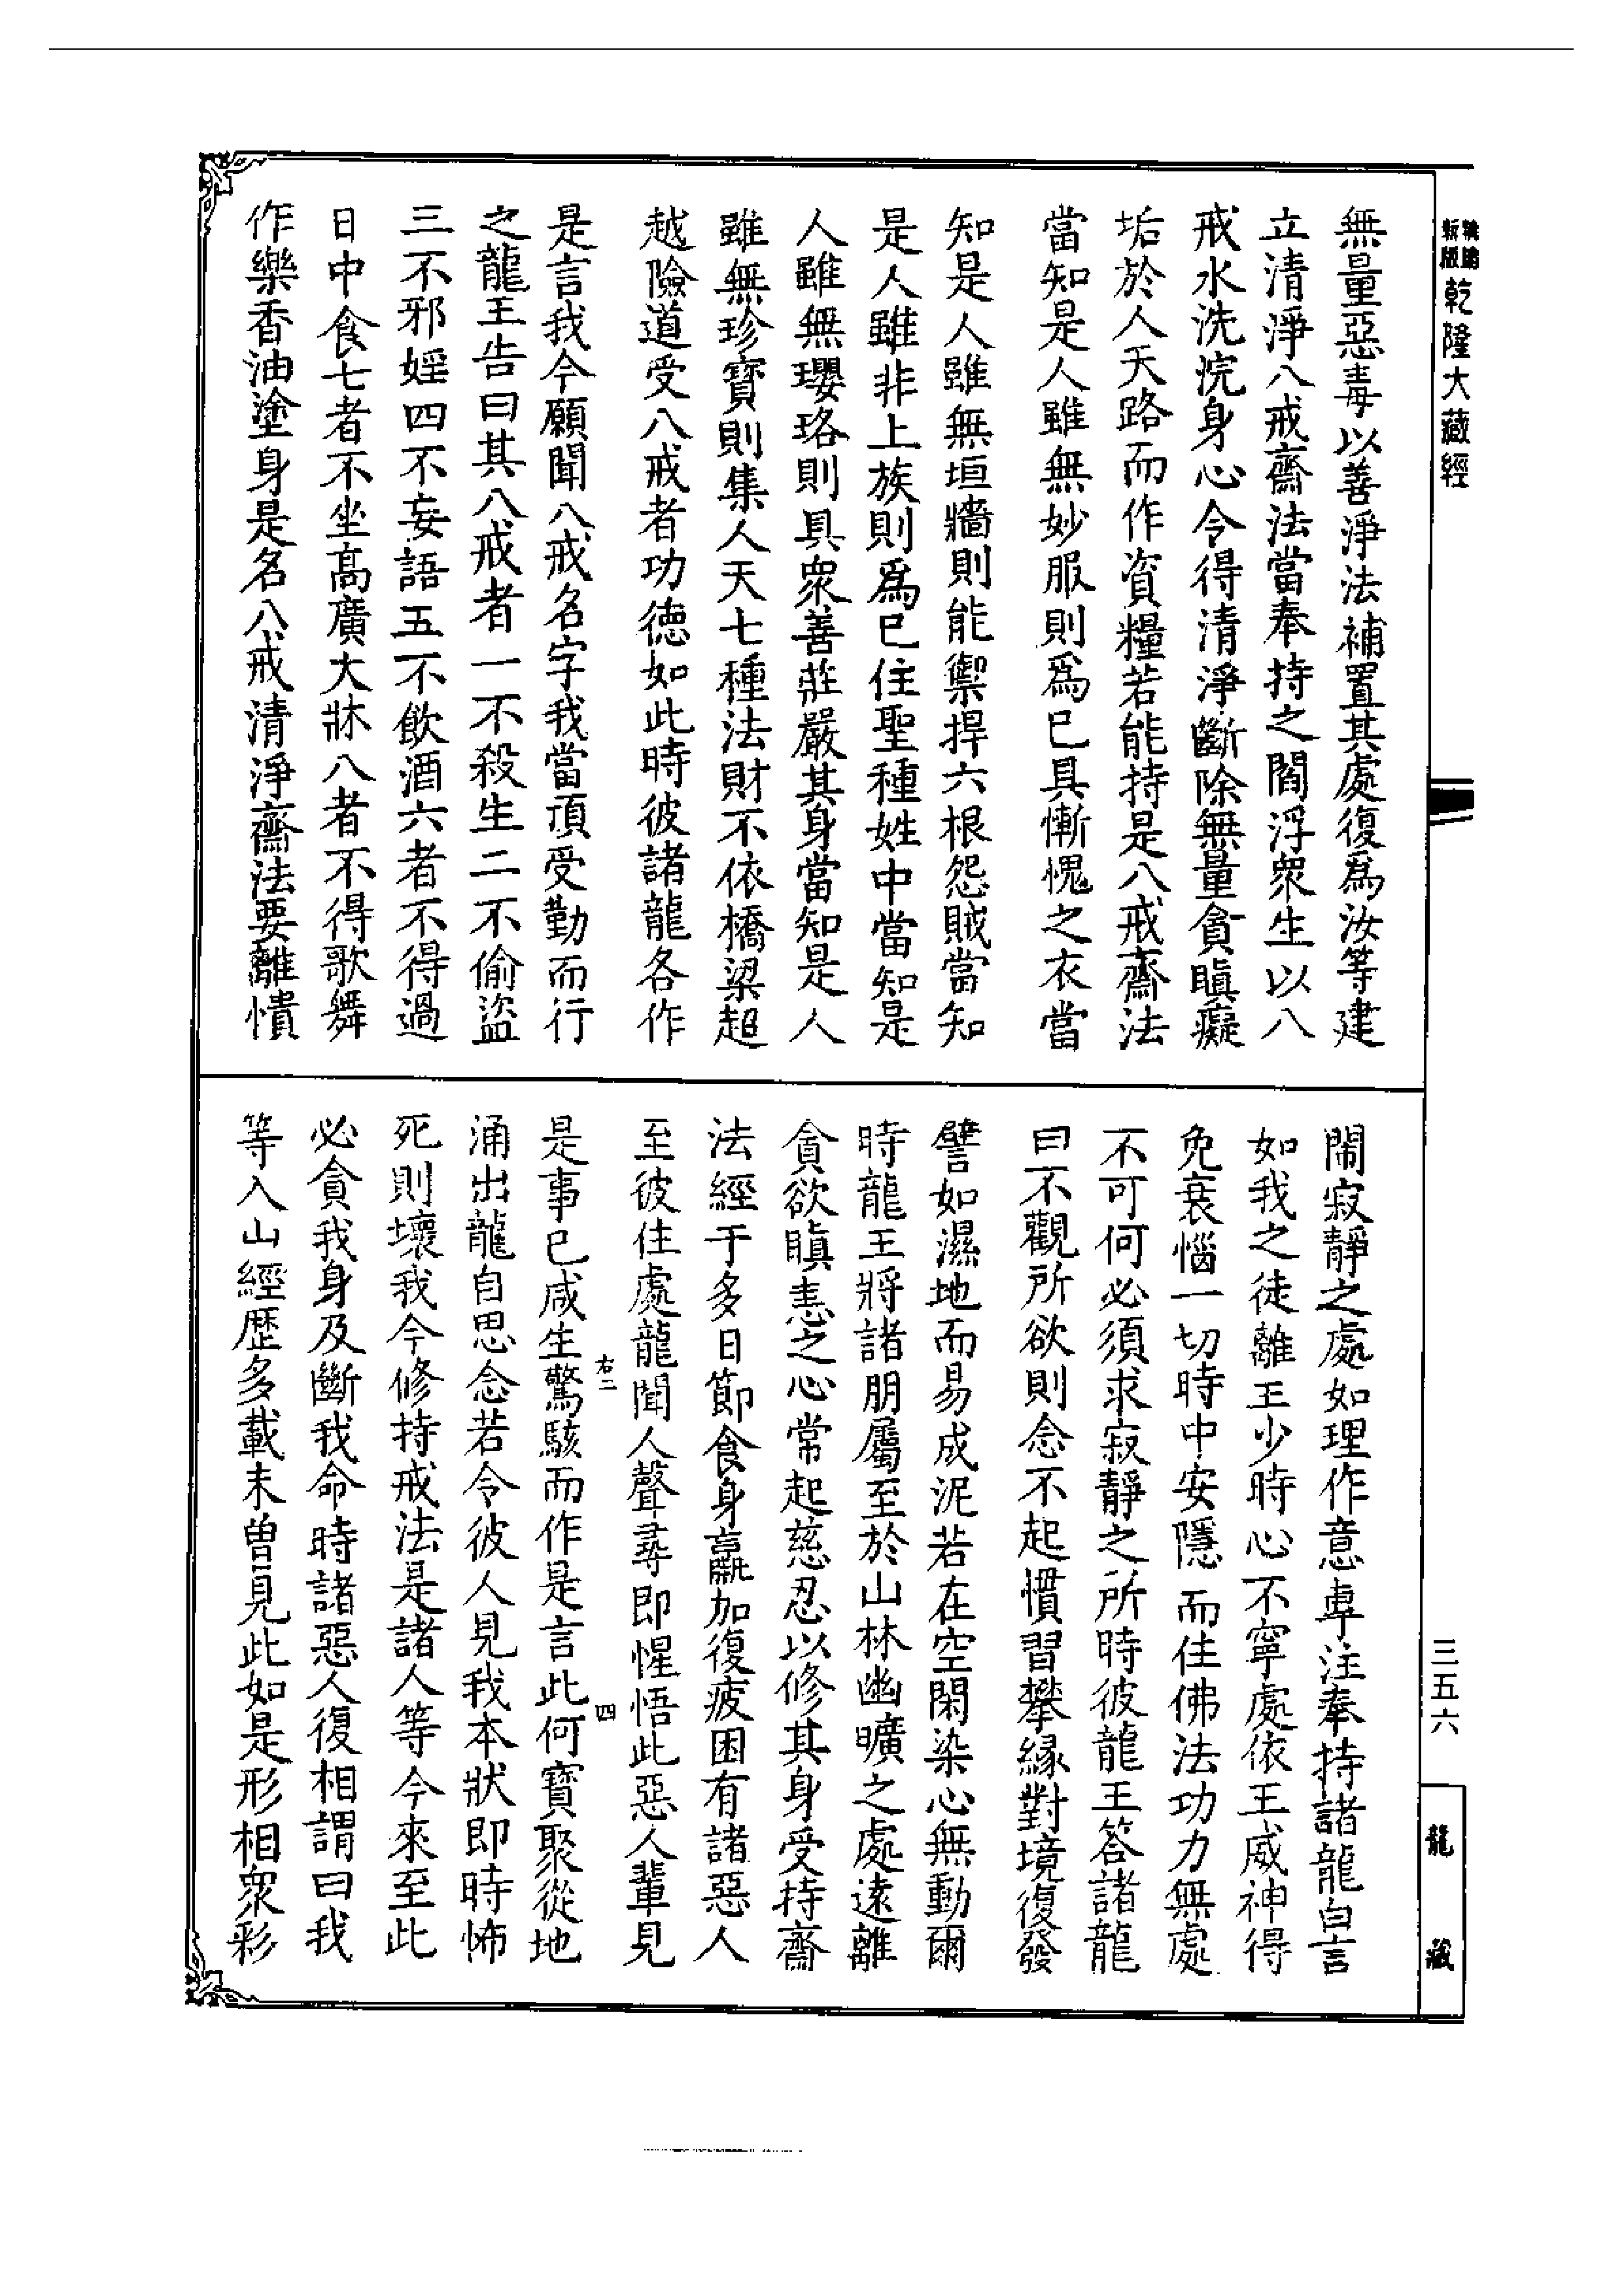 乾隆大藏經
無量惡毒以善淨法補置其處復爲汝等建
立清淨八戒齋法當奉持之閻浮衆生以八
戒水洗浣身心令得清淨斷除無量貪瞋癡
垢於人天路而作資糧若能持是八戒齋法
當知是人雖無妙服則爲已具慚愧之衣當
知是人雖無垣牆則能禦捍六根怨賊當知
是人雖非上族則爲已住聖種姓中當知是
人雖無瓔珞則具衆善莊嚴其身當知是人
雖無珍寶則集人天七種法財不依橋梁超
越險道受八戒者功德如此時彼諸龍各作
是言我今願聞八戒名字我當頂受勤而行
之龍王告曰其八戒者一不殺生二不偷盜
三不邪婬四不妄語五不飲酒六者不得過
日中食七者不坐高廣大牀八者不得歌舞
作樂香油塗身是名八戒清淨齋法要離憒
閙寂靜之處如理作意專注奉持諸龍白言
如我之徒離王少時心不寧處依王威神得
免衰惱一切時中安隱而住佛法功力無處
不可何必須求寂靜之所時彼龍王答諸龍
曰不觀所欲則念不起慣習攀緣對境復發
譬如濕地而易成泥若在空閑染心無動爾
時龍王將諸朋屬至於山林幽曠之處遠離
貪欲瞋恚之心常起慈忍以修其身受持齋
法經于多日節食身羸加復疲困有諸惡人
至彼住處龍聞人聲尋即惺悟此惡人輩見
是事已咸生驚駭而作是言此何寶聚從地
涌出龍自思念若令彼人見我本狀即時怖
死則壞我今修持戒法是諸人等今來至此
必貪我身及斷我命時諸惡人復相謂曰我
等入山經歷多載未曾見此如是形相衆彩
右二
四
三五六
龍藏